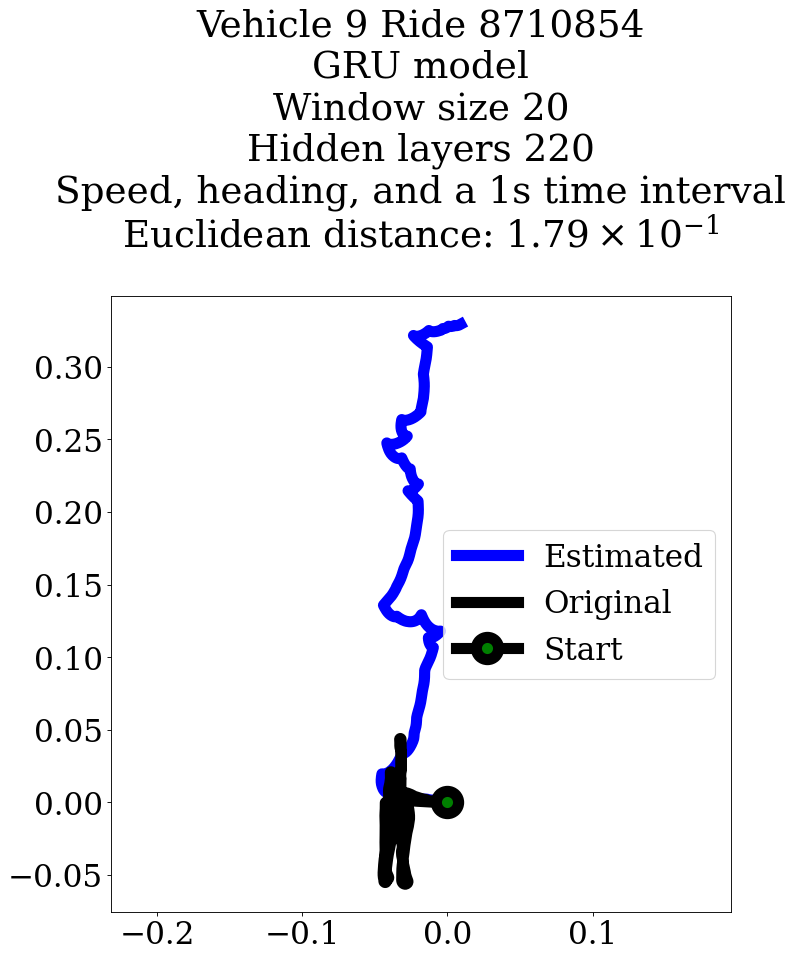 Vehicle 9 Ride 8710854
GRU model
Window size 20
Hidden layers 220
Speed, heading, and a 1s time interval
Euclidean distance: 1.79 × 10⁻¹
0.30
0.25
0.20
0.15
0.10
0.05
0.00
−0.05
Estimated
Original
Start
−0.2
−0.1
0.0
0.1